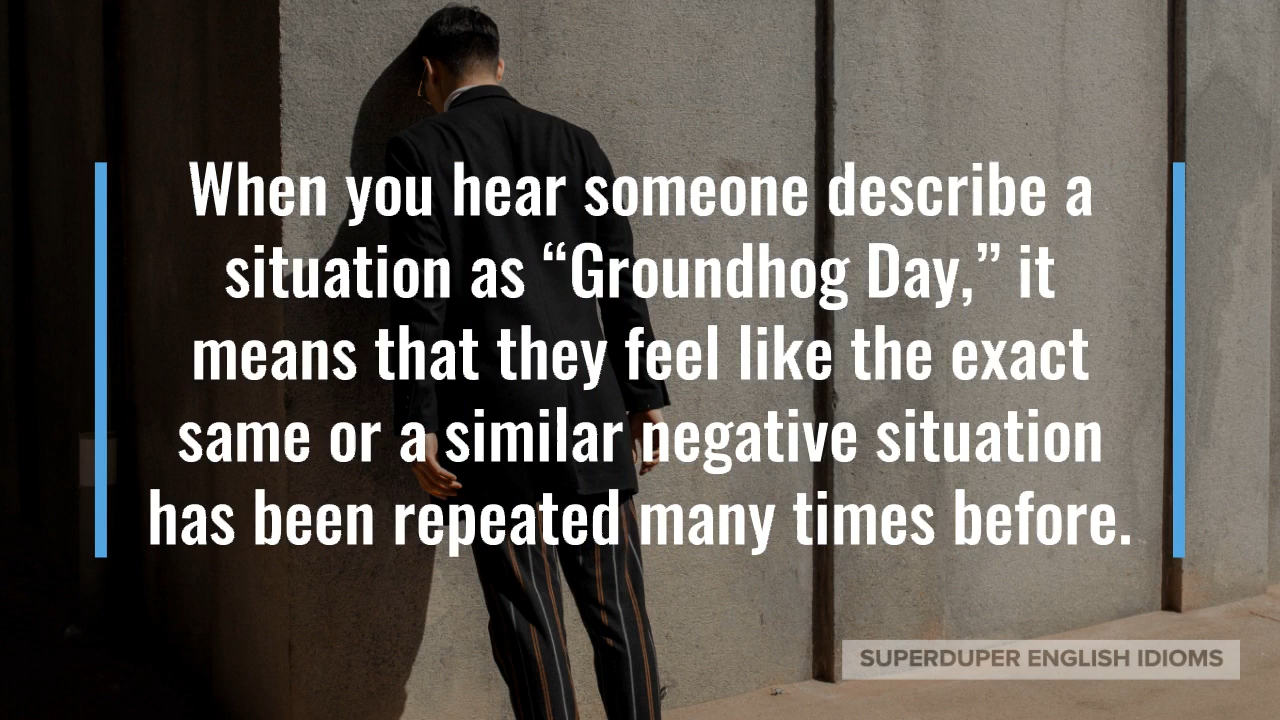 When you hear someone describe a
situation as “Groundhog Day,” it
means that they feel like the exact
same or a similar negative situation
has been repeated many times before.
SUPERDUPER ENGLISH IDIOMS